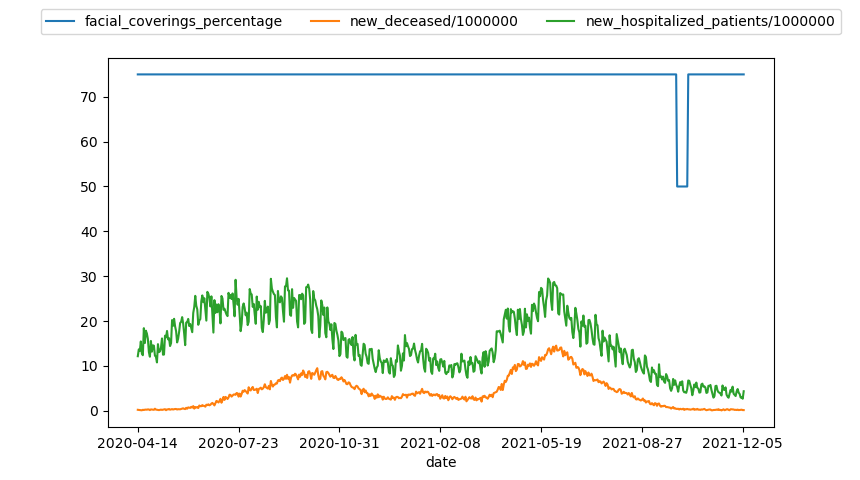 facial_coverings_percentage new_deceased/1000000 new_hospitalized_patients/1000000
70
60
50
40
30
20
10
0
2020-04-14 2020-07-23 2020-10-31 2021-02-08 2021-05-19 2021-08-27 2021-12-05
date